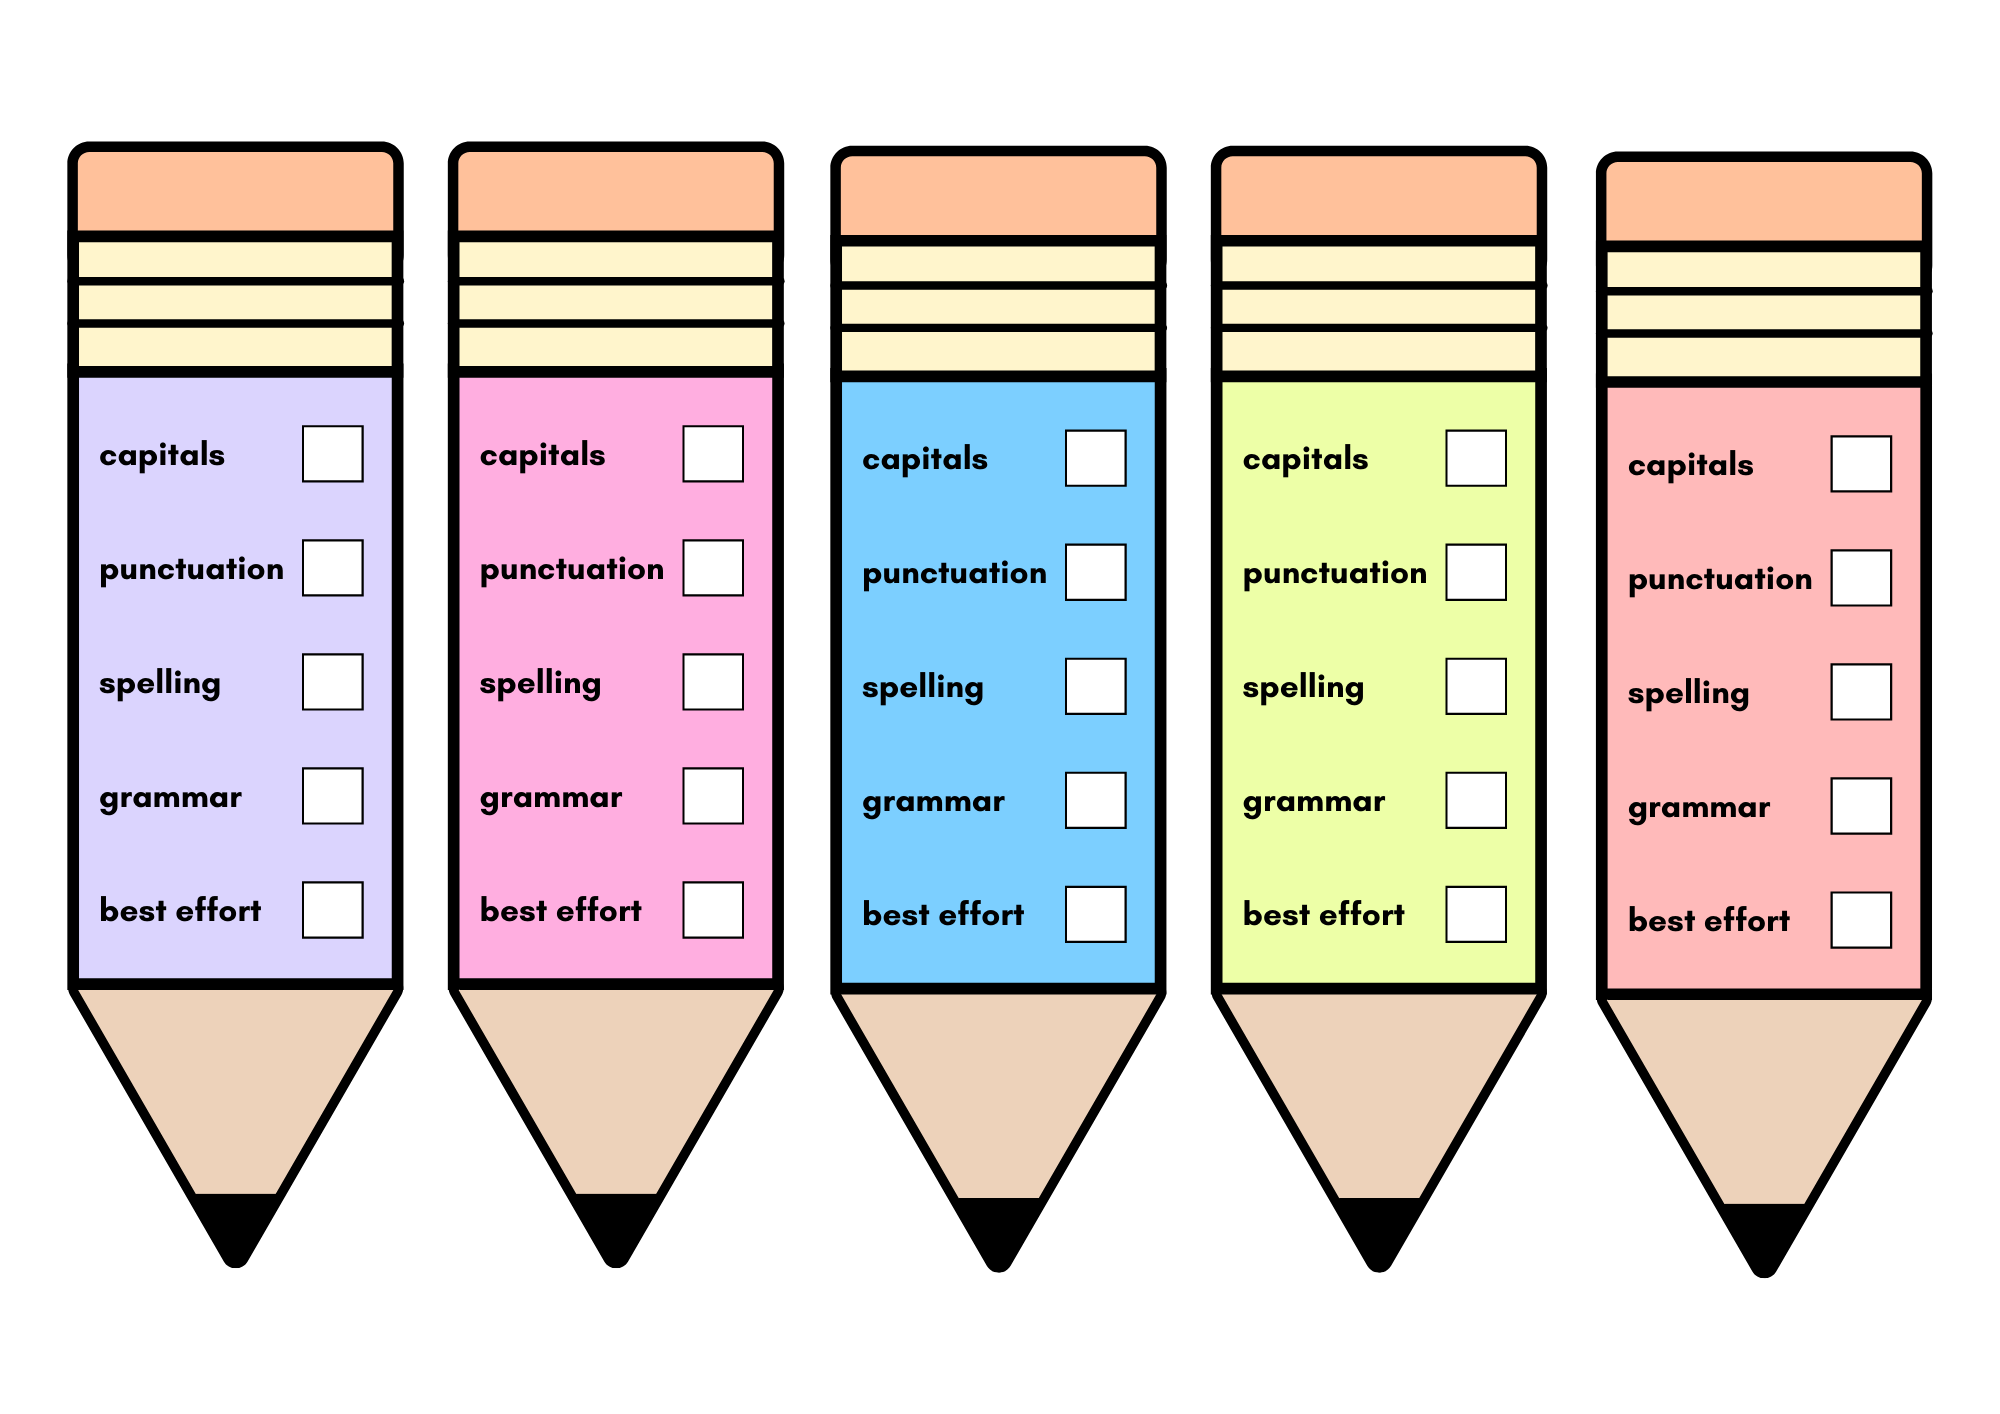 capitals
punctuation
spelling
grammar
best effort
capitals
punctuation
spelling
grammar
best effort
capitals
punctuation
spelling
grammar
best effort
capitals
punctuation
spelling
grammar
best effort
capitals
punctuation
spelling
grammar
best effort